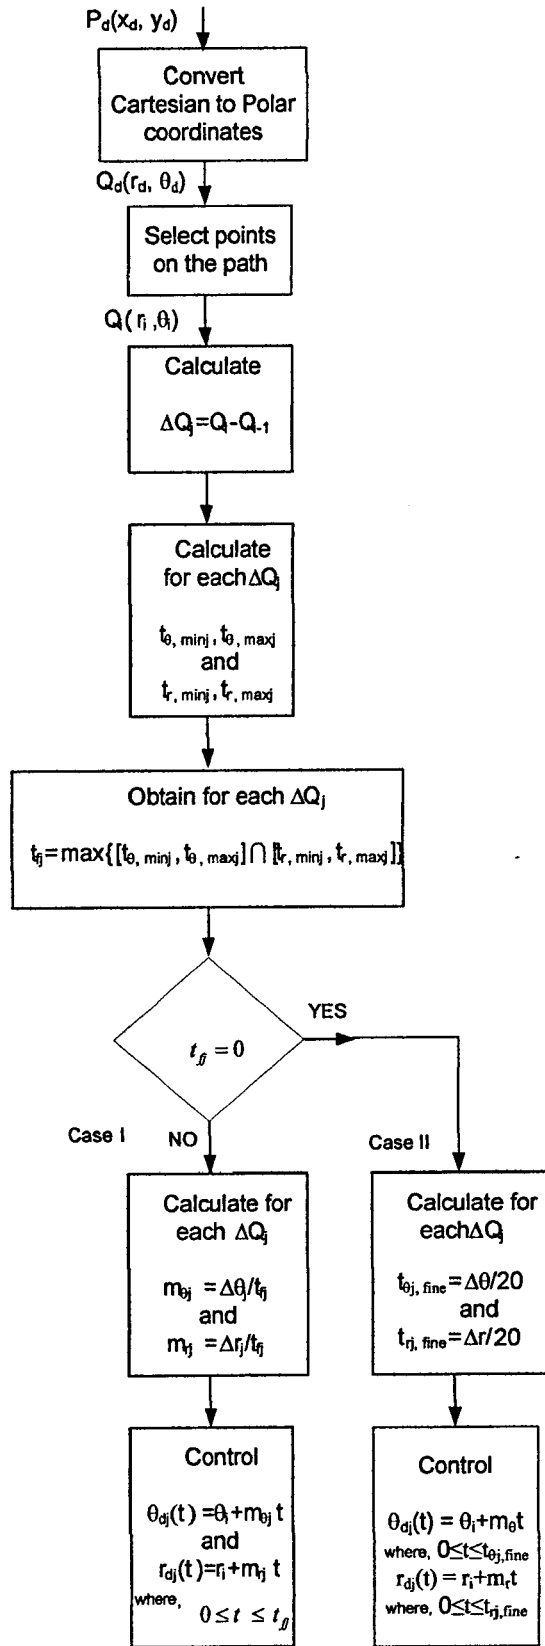 P_d(x_d, y_d)
Convert
Cartesian to Polar
coordinates
Q_d(r_d, θ_d)
Select points
on the path
Q_i(r_i,θ_i)
Calculate
ΔQ_j=Q_i-Q_i-1
Calculate
for each ΔQ_j
t_θ, minj, t_θ, maxj
and
t_r, minj, t_r, maxj
Obtain for each ΔQ_j
t_fj=max{[t_θ, minj, t_θ, maxj]∩[t_r, minj, t_r, maxj]}
YES
t_fj = 0
Case I
NO
Case II
Calculate for
each ΔQ_j
m_θj = Δθ_j/t_fj
and
m_rj = Δr_j/t_fj
Calculate for
each ΔQ_j
t_θj, fine = Δθ/20
and
t_rj, fine = Δr/20
Control
θ_dj(t) = θ_i+m_θj t
and
r_dj(t)=r_i+m_rj t
where,
0 ≤ t ≤ t_fj
Control
θ_dj(t) = θ_i+m_θt
where, 0≤t≤t_θj,fine
r_dj(t) = r_i+m_rt
where, 0≤t≤t_rj,fine